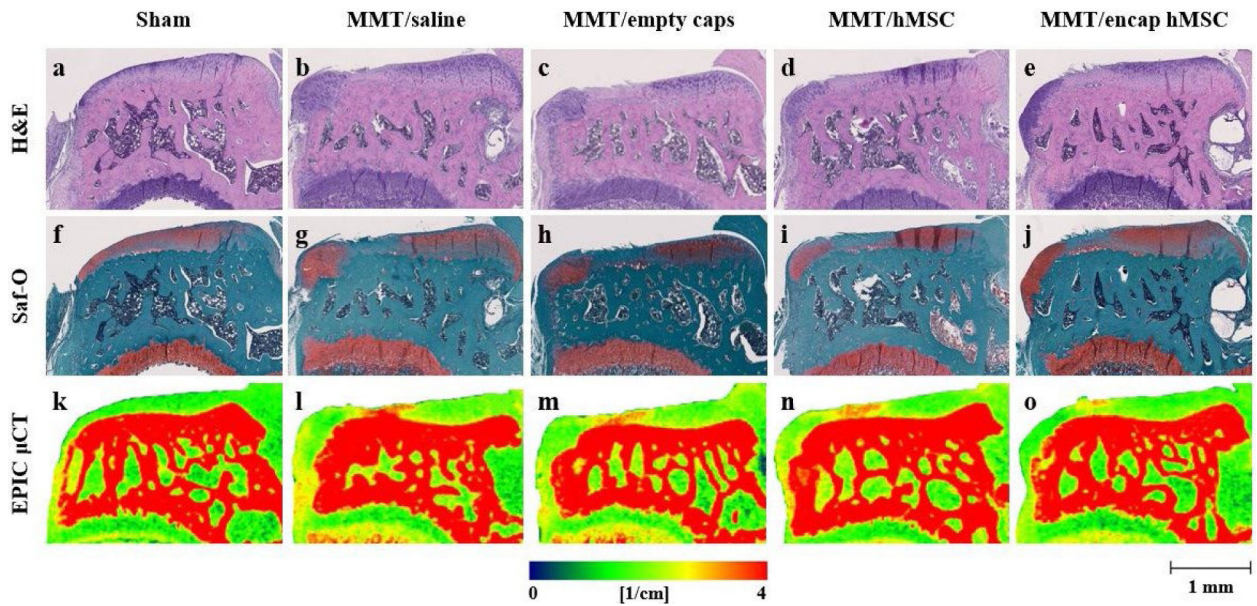 Sham MMT/saline MMT/empty caps MMT/hMSC MMT/encap hMSC
H&E
a b c d e
Saf-O
f g h i j
EPIC μCT
k l m n o
0 [1/cm] 4
1 mm